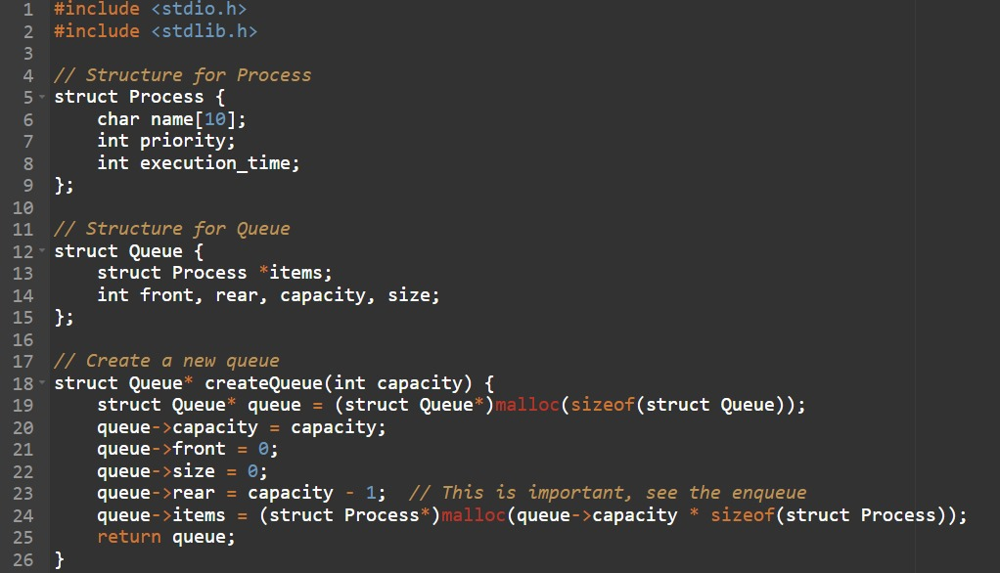 1 #include <stdio.h>
2 #include <stdlib.h>
3
4 // Structure for Process
5 struct Process {
6     char name[10];
7     int priority;
8     int execution_time;
9 };
10
11 // Structure for Queue
12 struct Queue {
13     struct Process *items;
14     int front, rear, capacity, size;
15 };
16
17 // Create a new queue
18 struct Queue* createQueue(int capacity) {
19     struct Queue* queue = (struct Queue*)malloc(sizeof(struct Queue));
20     queue->capacity = capacity;
21     queue->front = 0;
22     queue->size = 0;
23     queue->rear = capacity - 1;  // This is important, see the enqueue
24     queue->items = (struct Process*)malloc(queue->capacity * sizeof(struct Process));
25     return queue;
26 }